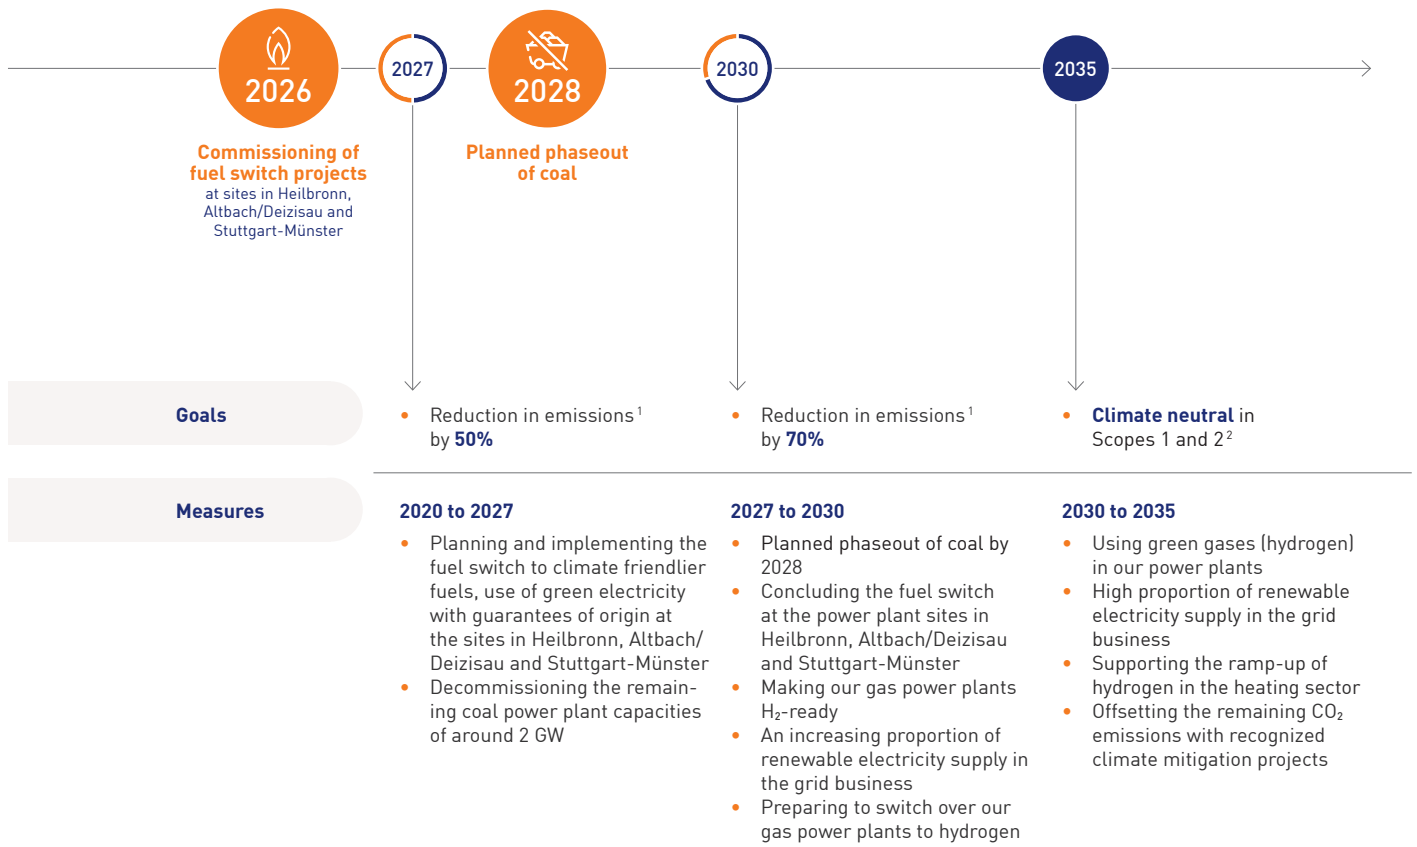 2026
2027
2028
2030
2035
Commissioning of
fuel switch projects
at sites in Heilbronn,
Altbach/Deizisau and
Stuttgart-Münster
Planned phaseout
of coal
Goals
• Reduction in emissions¹
by 50%
• Reduction in emissions¹
by 70%
• Climate neutral in
Scopes 1 and 2²
Measures
2020 to 2027
• Planning and implementing the
fuel switch to climate friendlier
fuels, use of green electricity
with guarantees of origin at
the sites in Heilbronn, Altbach/
Deizisau and Stuttgart-Münster
• Decommissioning the remain-
ing coal power plant capacities
of around 2 GW
2027 to 2030
• Planned phaseout of coal by
2028
• Concluding the fuel switch
at the power plant sites in
Heilbronn, Altbach/Deizisau
and Stuttgart-Münster
• Making our gas power plants
H₂-ready
• An increasing proportion of
renewable electricity supply in
the grid business
• Preparing to switch over our
gas power plants to hydrogen
2030 to 2035
• Using green gases (hydrogen)
in our power plants
• High proportion of renewable
electricity supply in the grid
business
• Supporting the ramp-up of
hydrogen in the heating sector
• Offsetting the remaining CO₂
emissions with recognized
climate mitigation projects